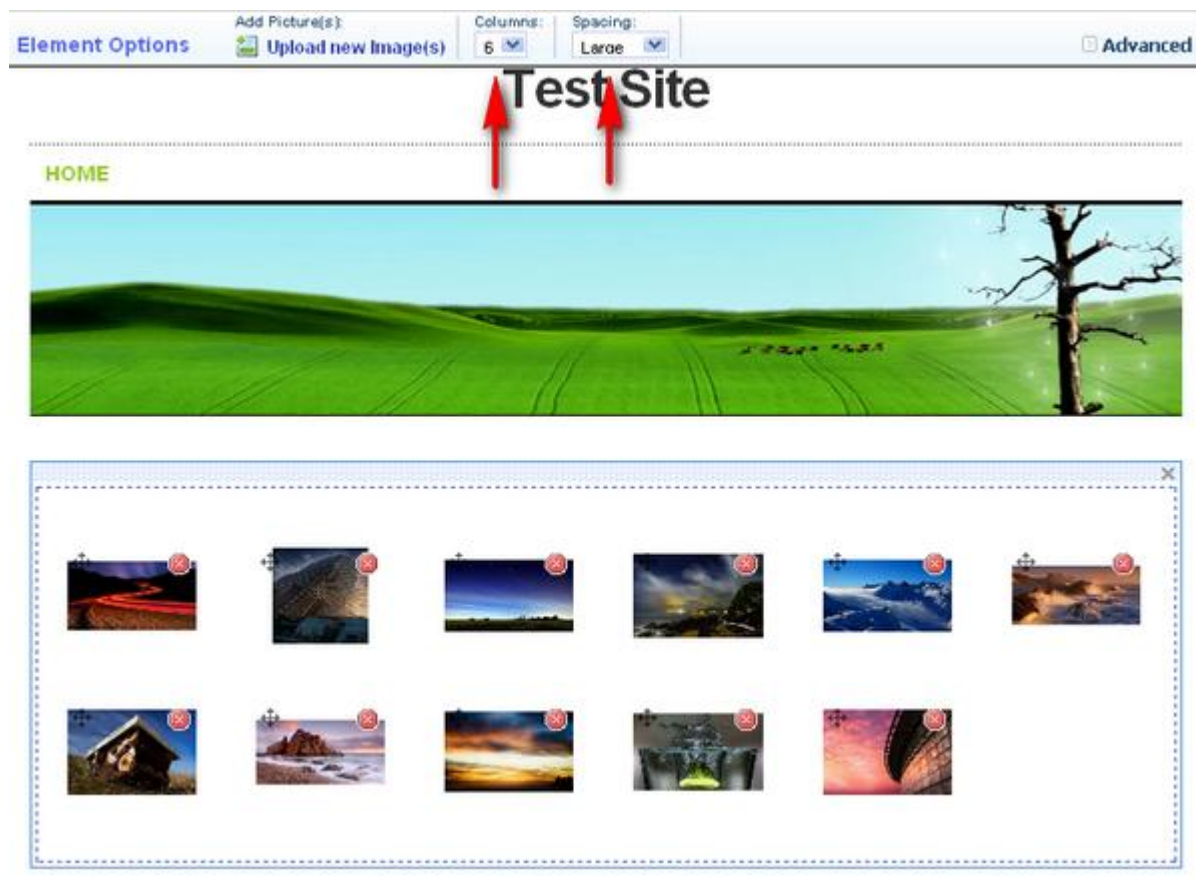 Add Picture(s): Columns: Spacing:
Element Options Upload new Image(s) 6 Large Advanced
Test Site
HOME